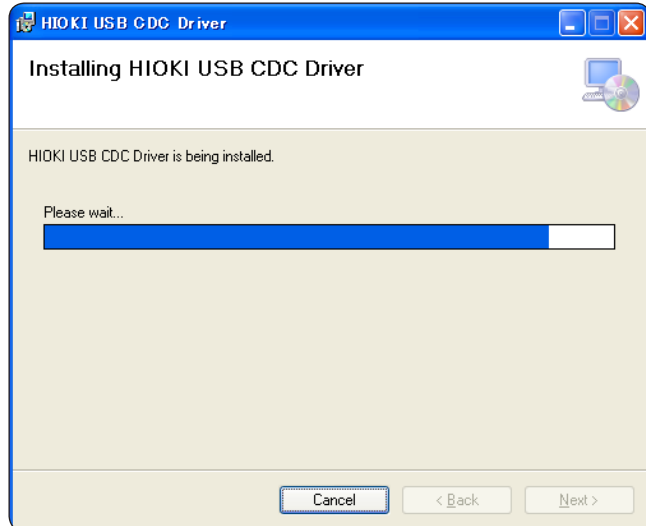 HIOKI USB CDC Driver
Installing HIOKI USB CDC Driver
HIOKI USB CDC Driver is being installed.
Please wait...
Cancel
< Back
Next >